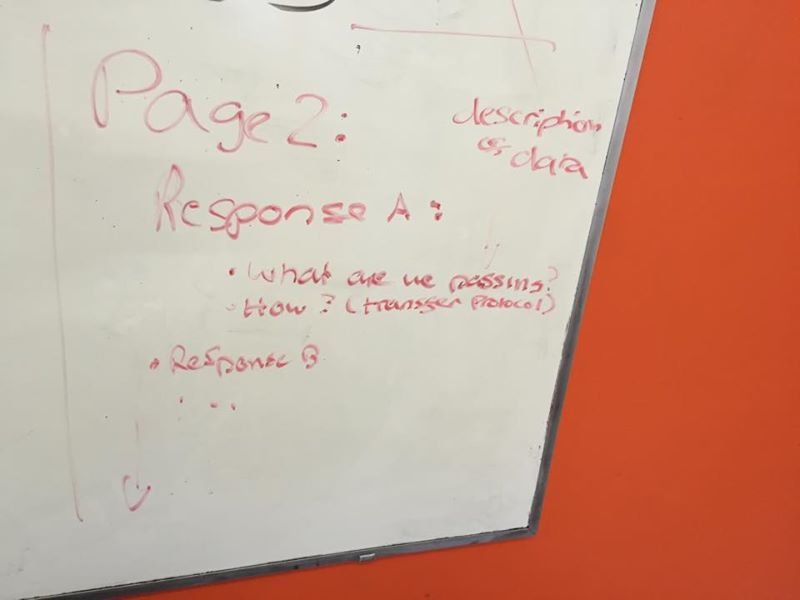 Page 2:
description
of data
Response A:
• What are we passing?
• How? (transfer protocol)
• Response B
. . .